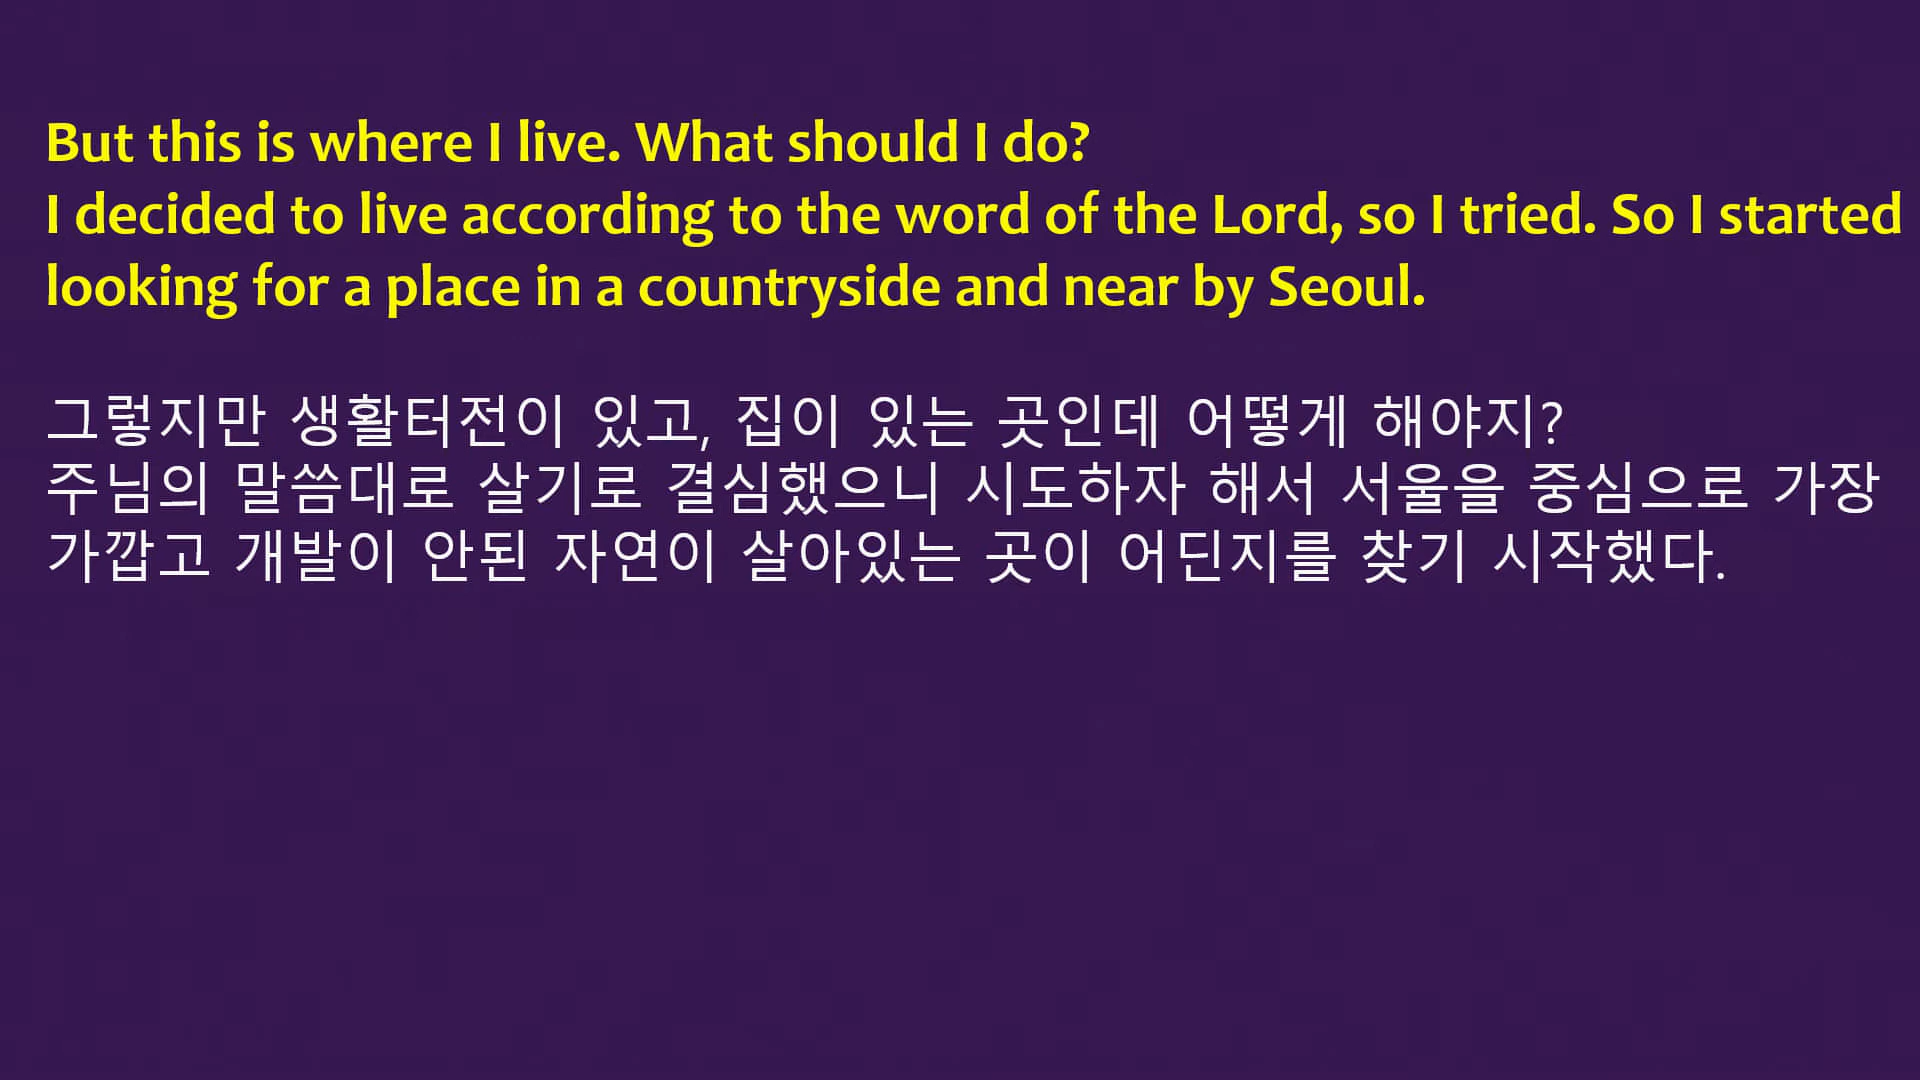 But this is where I live. What should I do?
I decided to live according to the word of the Lord, so I tried. So I started
looking for a place in a countryside and near by Seoul.
그렇지만 생활터전이 있고, 집이 있는 곳인데 어떻게 해야지?
주님의 말씀대로 살기로 결심했으니 시도하자 해서 서울을 중심으로 가장
가깝고 개발이 안된 자연이 살아있는 곳이 어딘지를 찾기 시작했다.